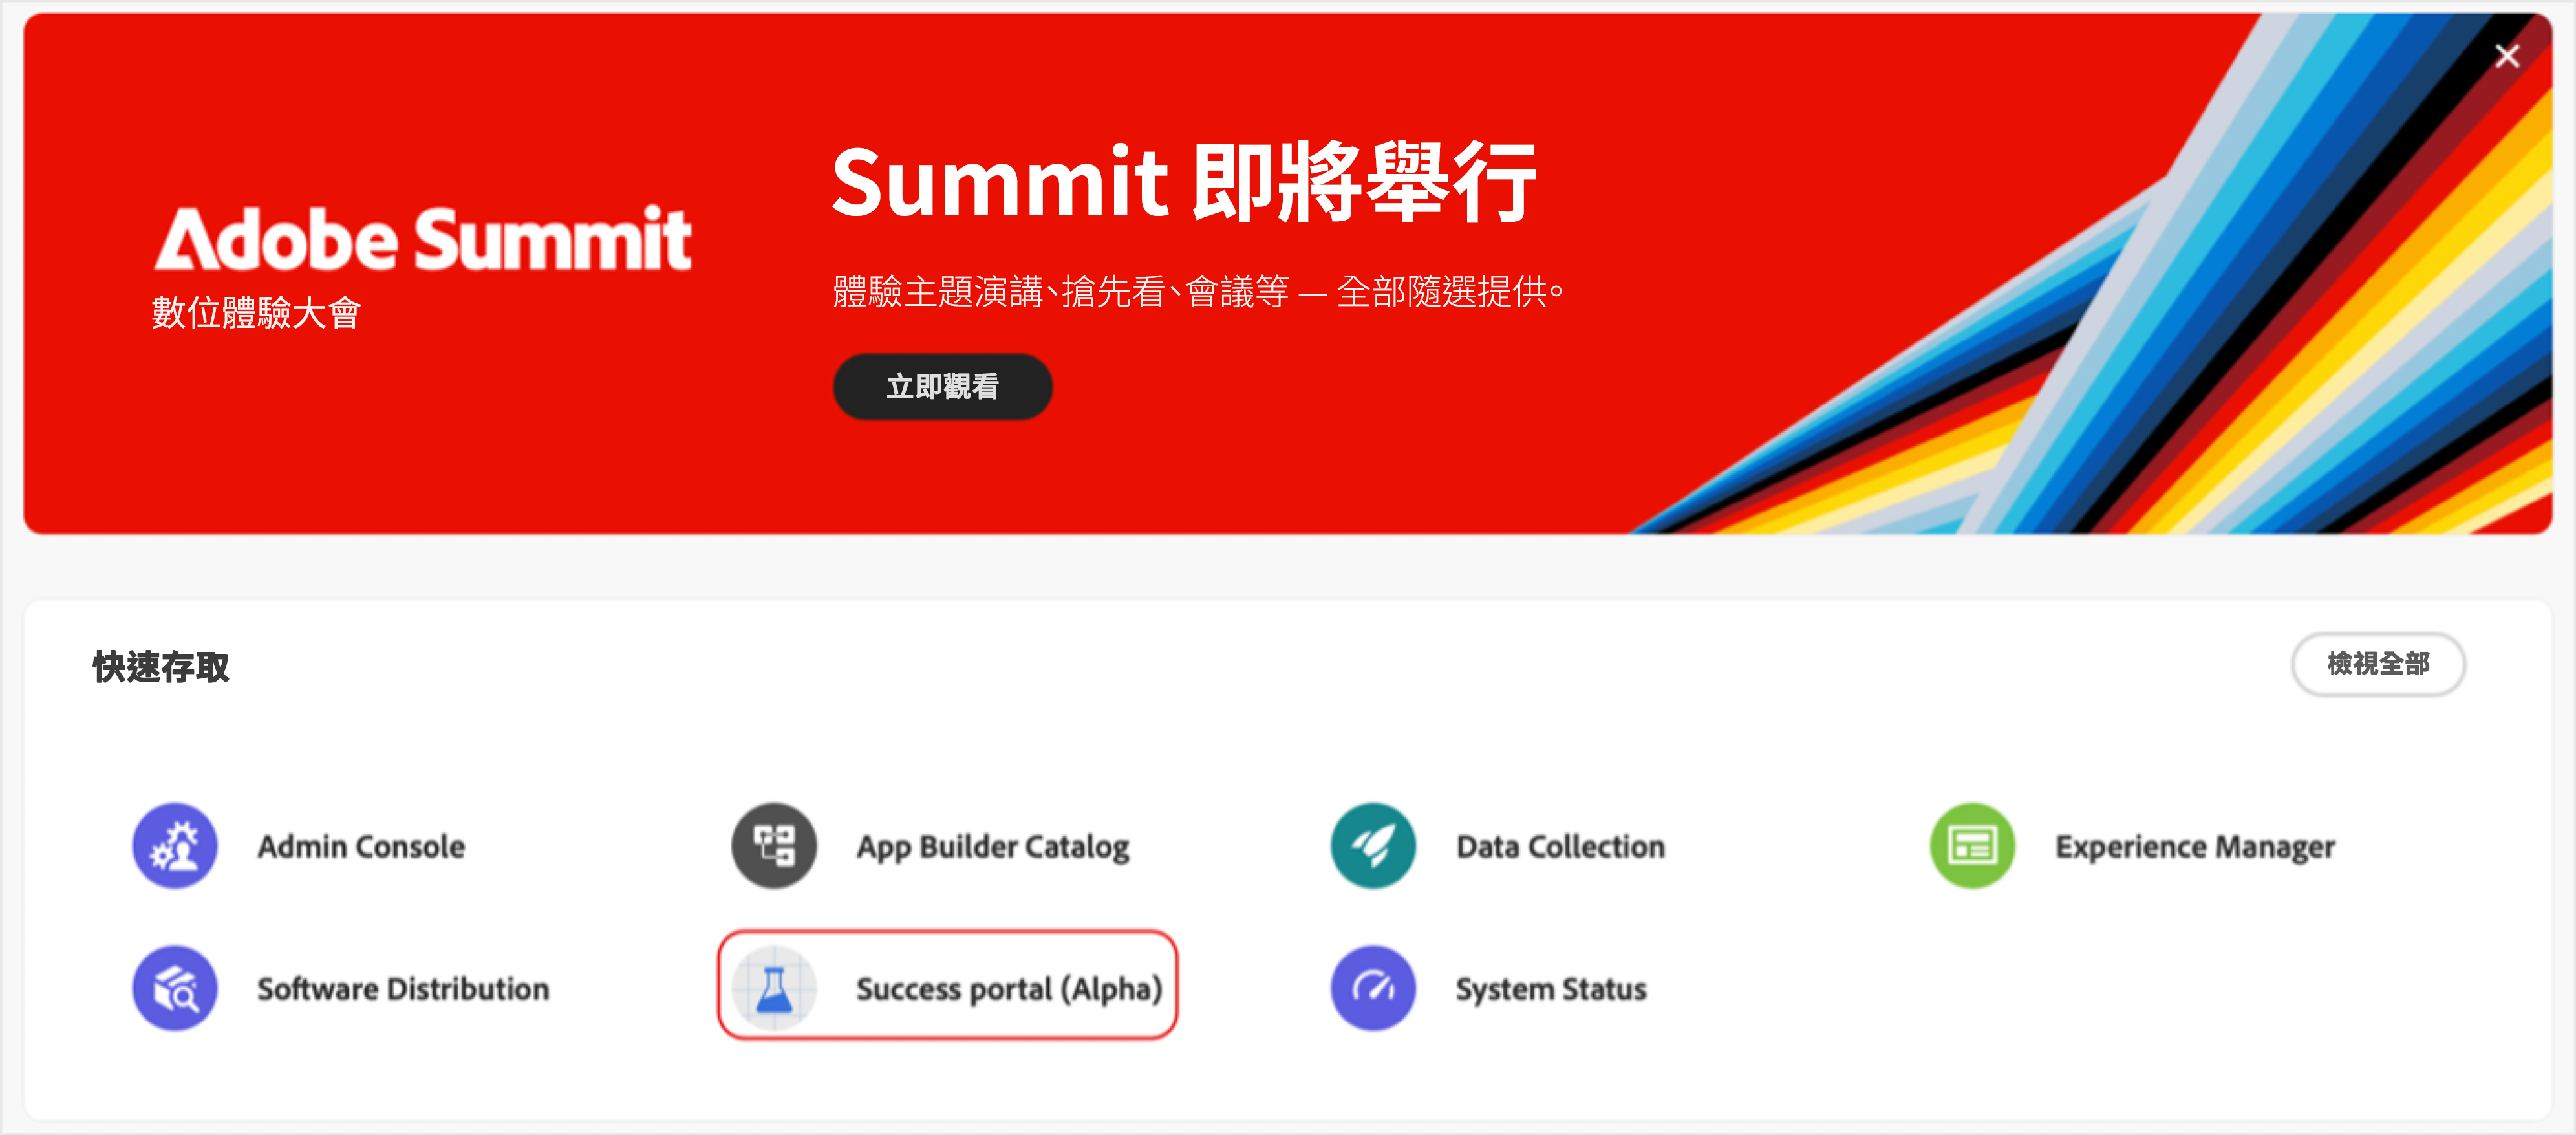 Adobe Summit
數位體驗大會
Summit 即將舉行
體驗主題演講、搶先看、會議等 — 全部隨選提供。
立即觀看
快速存取
檢視全部
Admin Console
App Builder Catalog
Data Collection
Experience Manager
Software Distribution
Success portal (Alpha)
System Status